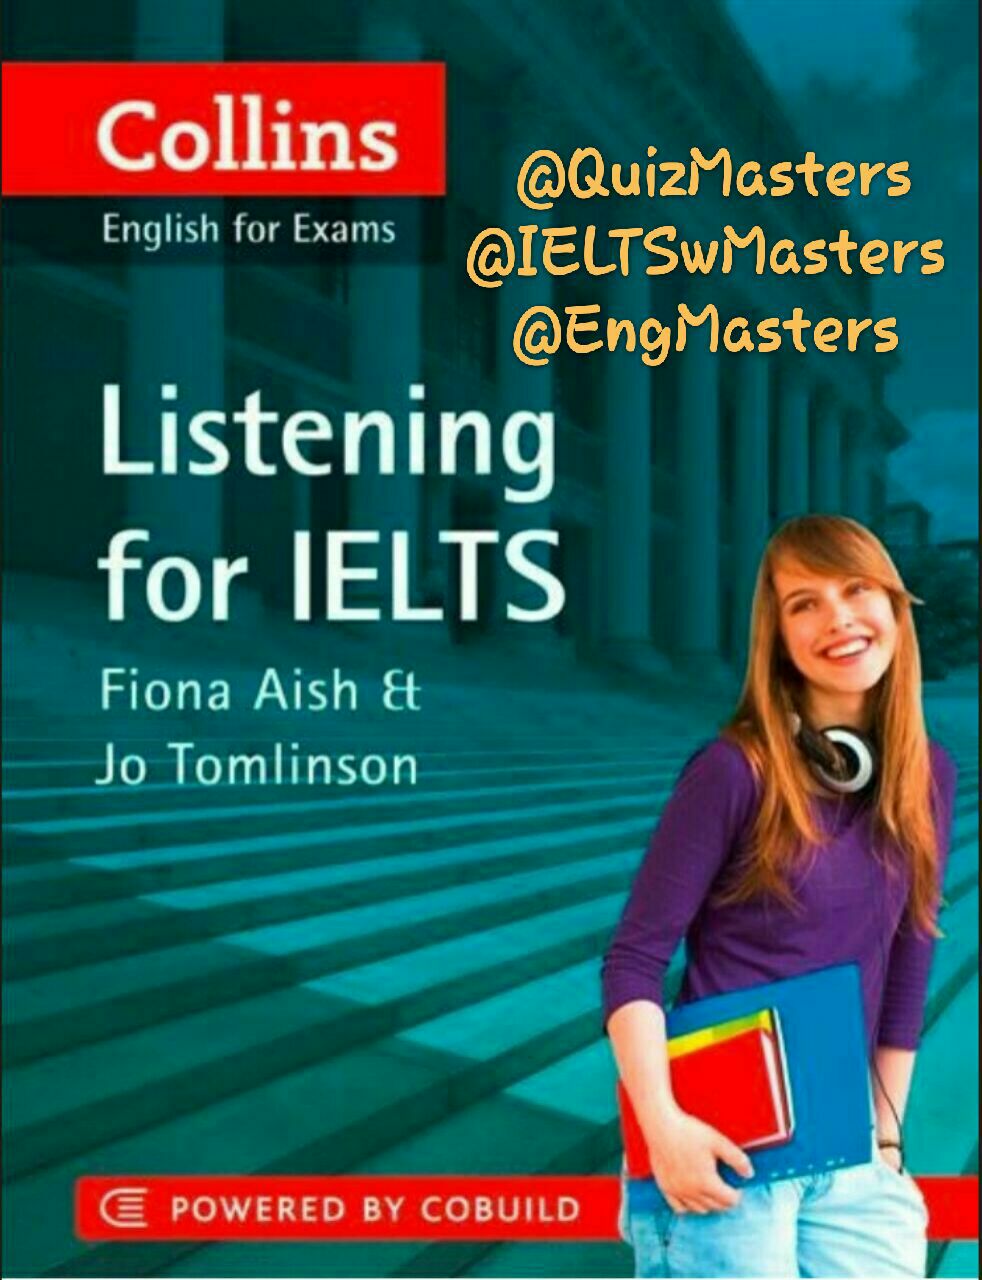 Collins
English for Exams
@QuizMasters
@IELTSwMasters
@EngMasters
Listening
for IELTS
Fiona Aish &
Jo Tomlinson
POWERED BY COBUILD